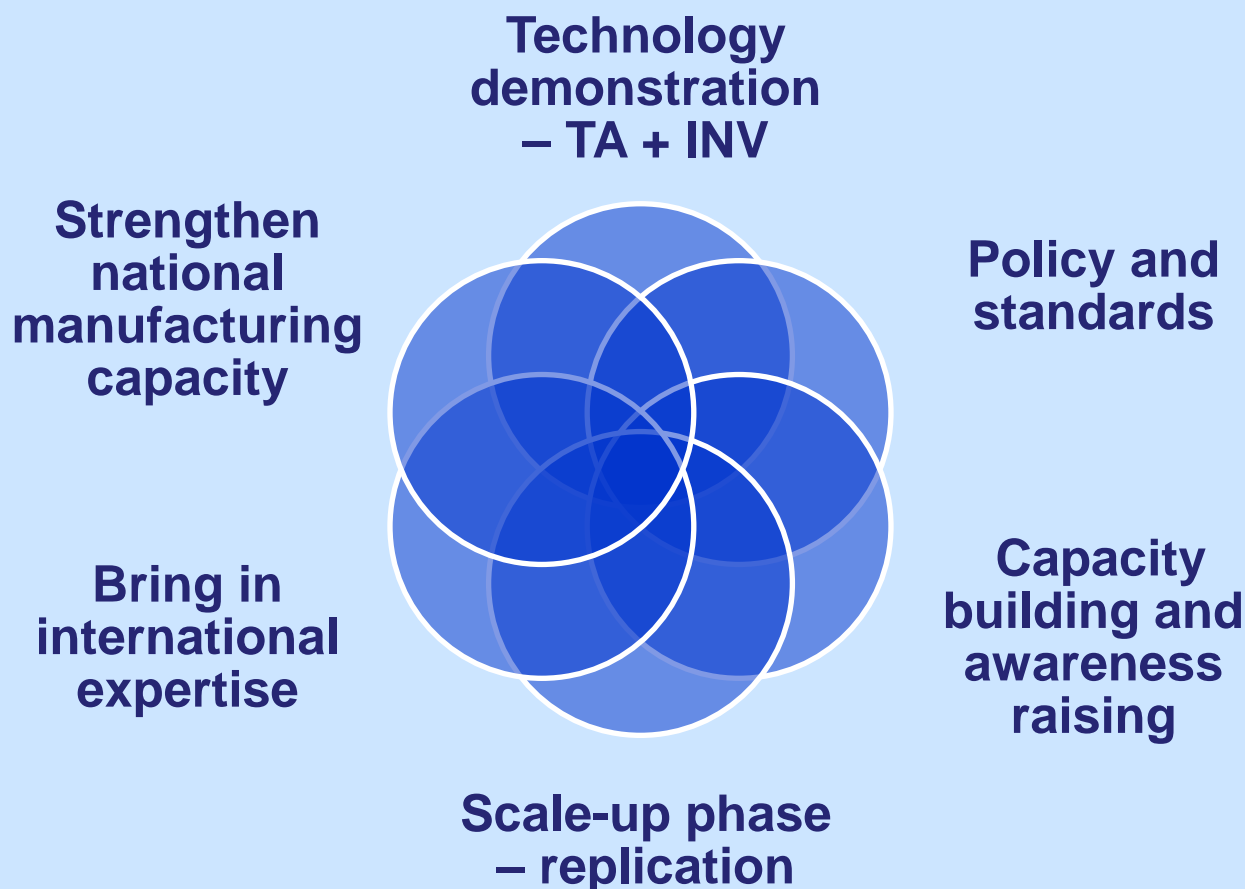 Technology
demonstration
– TA + INV
Policy and
standards
Capacity
building and
awareness
raising
Scale-up phase
– replication
Bring in
international
expertise
Strengthen
national
manufacturing
capacity